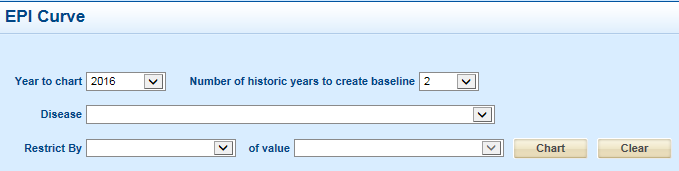 EPI Curve
Year to chart 2016 Number of historic years to create baseline 2
Disease
Restrict By of value Chart Clear